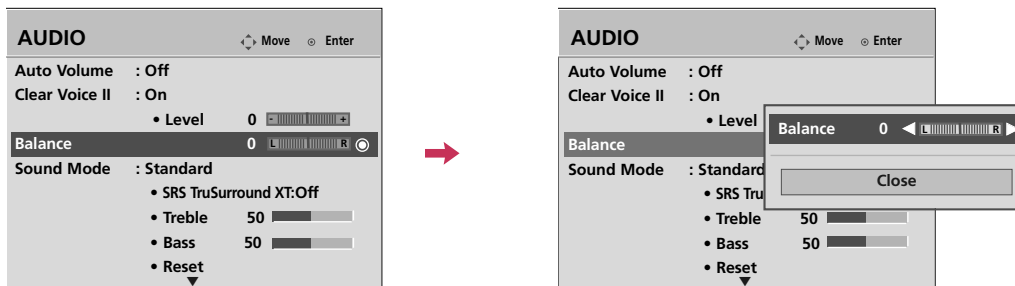 AUDIO
Move Enter
Auto Volume : Off
Clear Voice II : On
• Level 0 - +
Balance 0 L R
Sound Mode : Standard
• SRS TruSurround XT:Off
• Treble 50
• Bass 50
• Reset
AUDIO
Move Enter
Auto Volume : Off
Clear Voice II : On
• Level
Balance
Sound Mode : Standard
• SRS Tru
• Treble 50
• Bass 50
• Reset
Balance 0 L R
Close